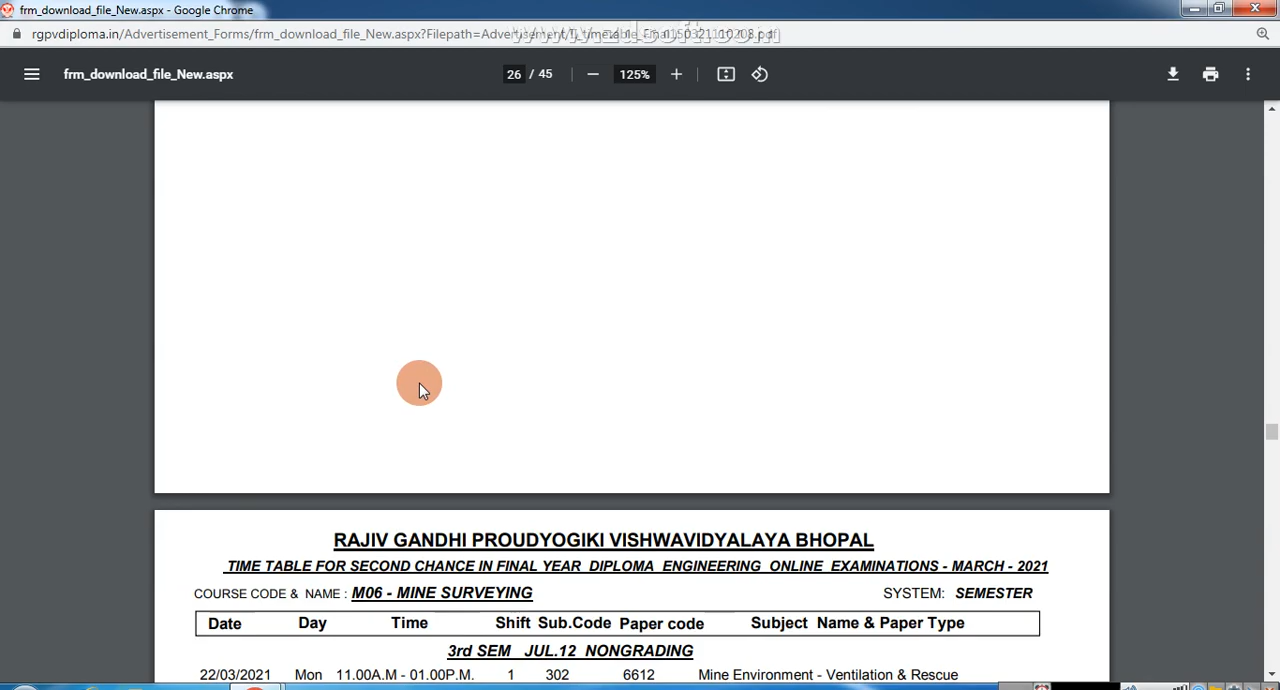 frm_download_file_New.aspx - Google Chrome
rgpvdiploma.in/Advertisement_Forms/frm_download_file_New.aspx?Filepath=
www.vzdsoft.com
frm_download_file_New.aspx
26 / 45
125%
RAJIV GANDHI PROUDYOGIKI VISHWAVIDYALAYA BHOPAL
TIME TABLE FOR SECOND CHANCE IN FINAL YEAR DIPLOMA ENGINEERING ONLINE EXAMINATIONS - MARCH - 2021
COURSE CODE & NAME : M06 - MINE SURVEYING SYSTEM: SEMESTER
Date Day Time Shift Sub.Code Paper code Subject Name & Paper Type
3rd SEM JUL.12 NONGRADING
22/03/2021 Mon 11.00A.M - 01.00P.M. 1 302 6612 Mine Environment - Ventilation & Rescue